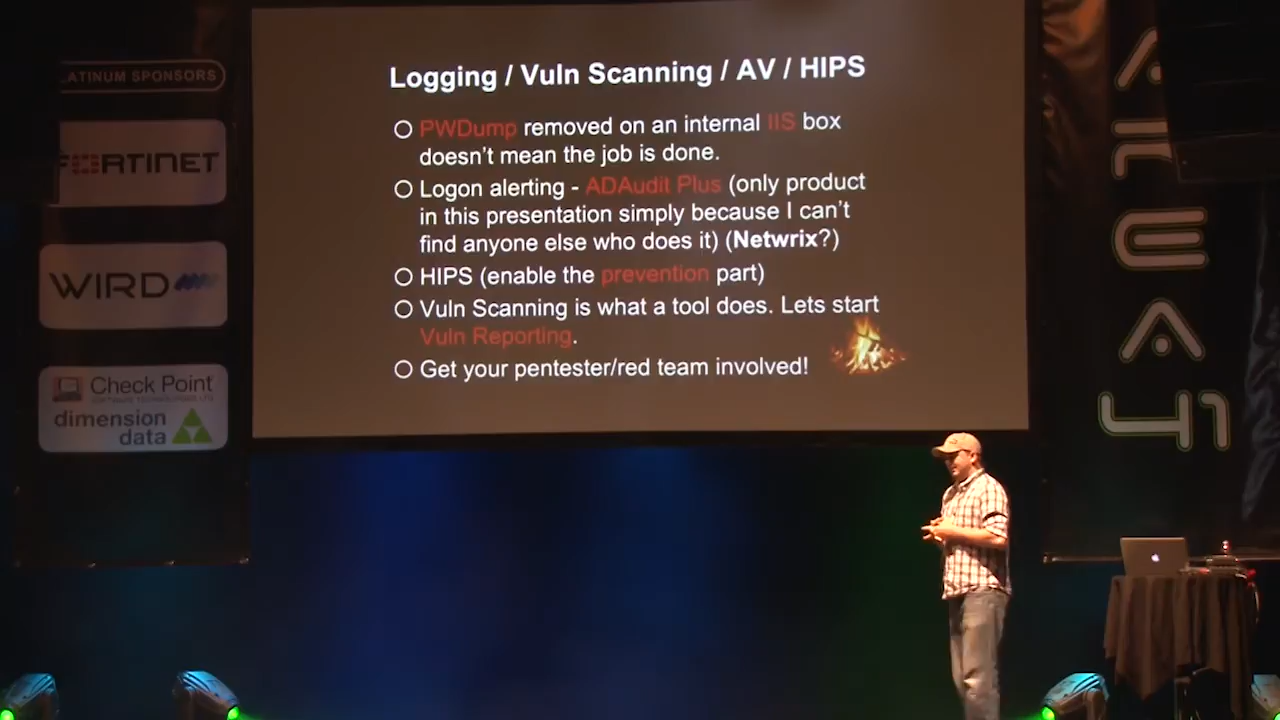 LATINUM SPONSORS
FORTINET
WIRD
Check Point
dimension
data
Logging / Vuln Scanning / AV / HIPS
PWDump removed on an internal IIS box
doesn't mean the job is done.
Logon alerting - ADAudit Plus (only product
in this presentation simply because I can't
find anyone else who does it) (Netwrix?)
HIPS (enable the prevention part)
Vuln Scanning is what a tool does. Lets start
Vuln Reporting.
Get your pentester/red team involved!
AREA
41